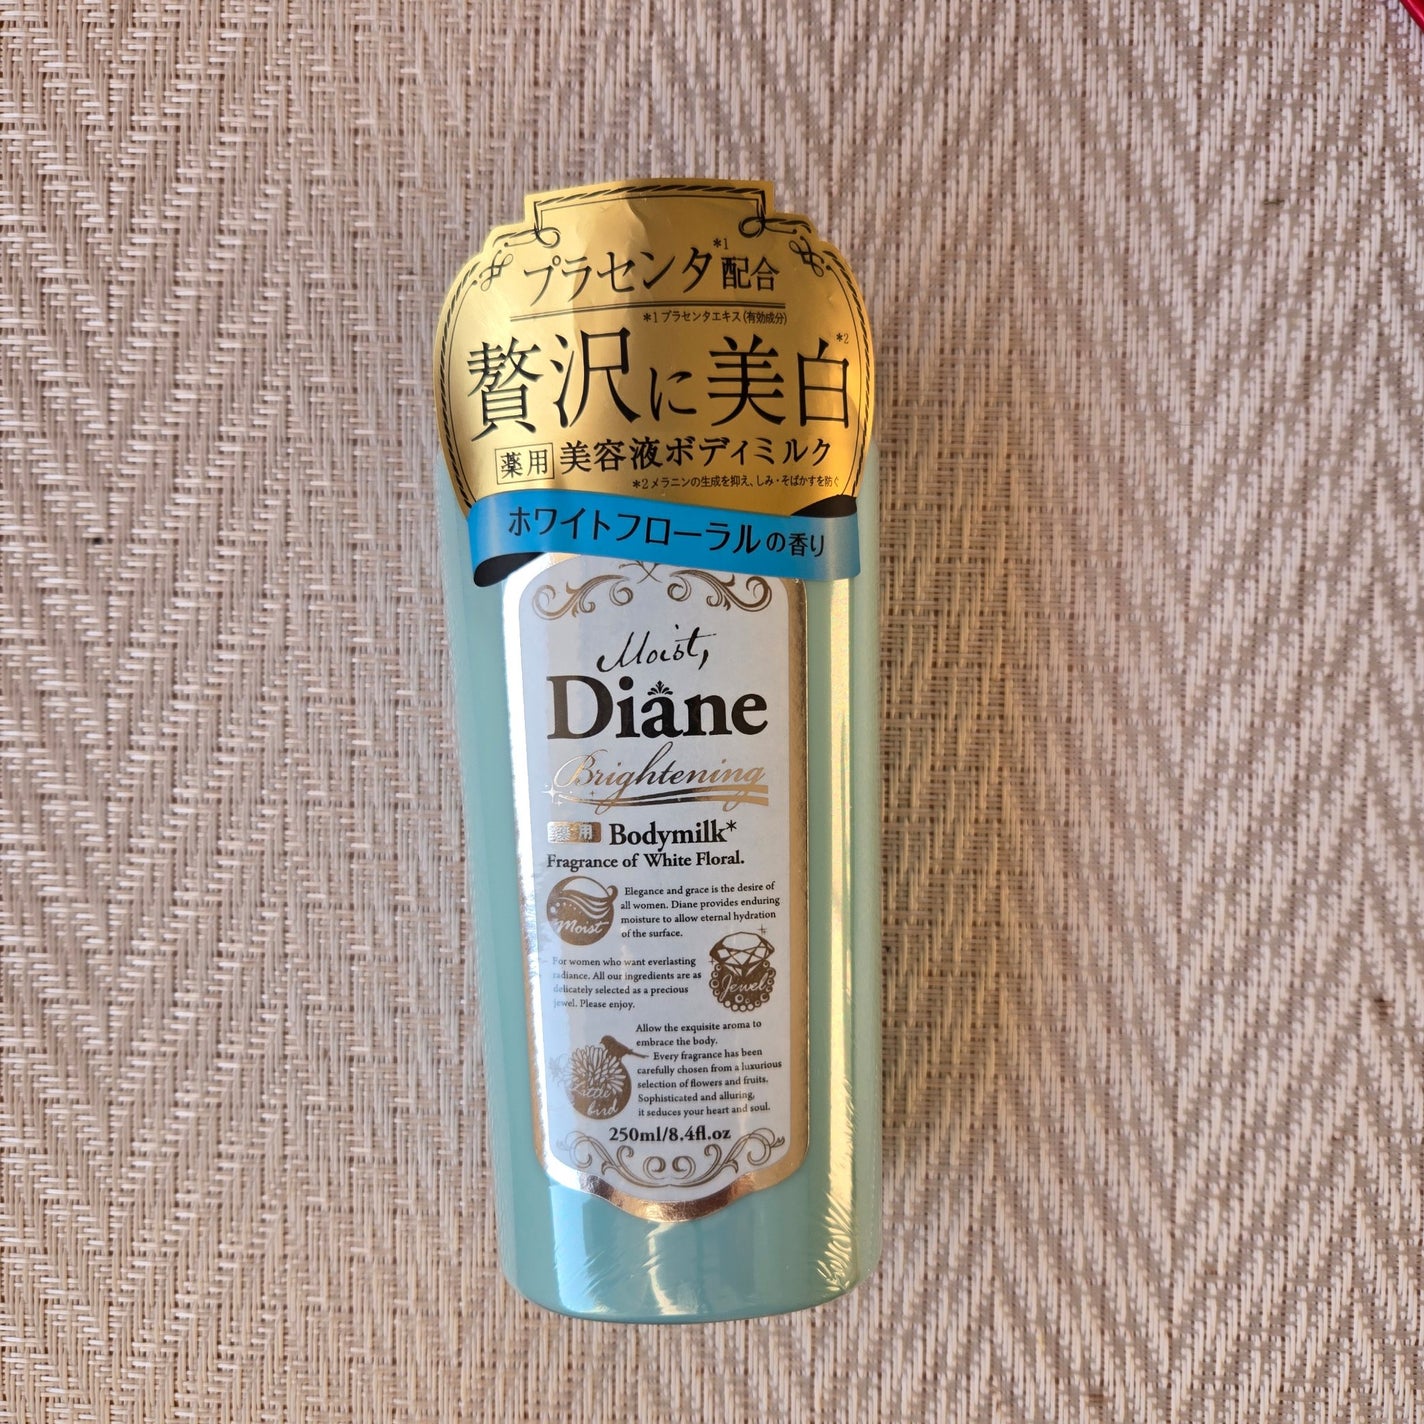 プラセンタ*1配合
*1 プラセンタエキス(有効成分)
贅沢に美白*2
薬用 美容液ボディミルク
*2 メラニンの生成を抑え、しみ・そばかすを防ぐ
ホワイトフローラルの香り
Moist,
Diane
Brightening
薬用 Bodymilk*
Fragrance of White Floral.
Moist
Elegance and grace is the desire of
all women. Diane provides enduring
moisture to allow eternal hydration
of the surface.
For women who want everlasting
radiance. All our ingredients are as
delicately selected as a precious
jewel. Please enjoy.
Jewel
Allow the exquisite aroma to
embrace the body.
Every fragrance has been
carefully chosen from a luxurious
selection of flowers and fruits.
Sophisticated and alluring,
it seduces your heart and soul.
Little
bird
250ml/8.4fl.oz